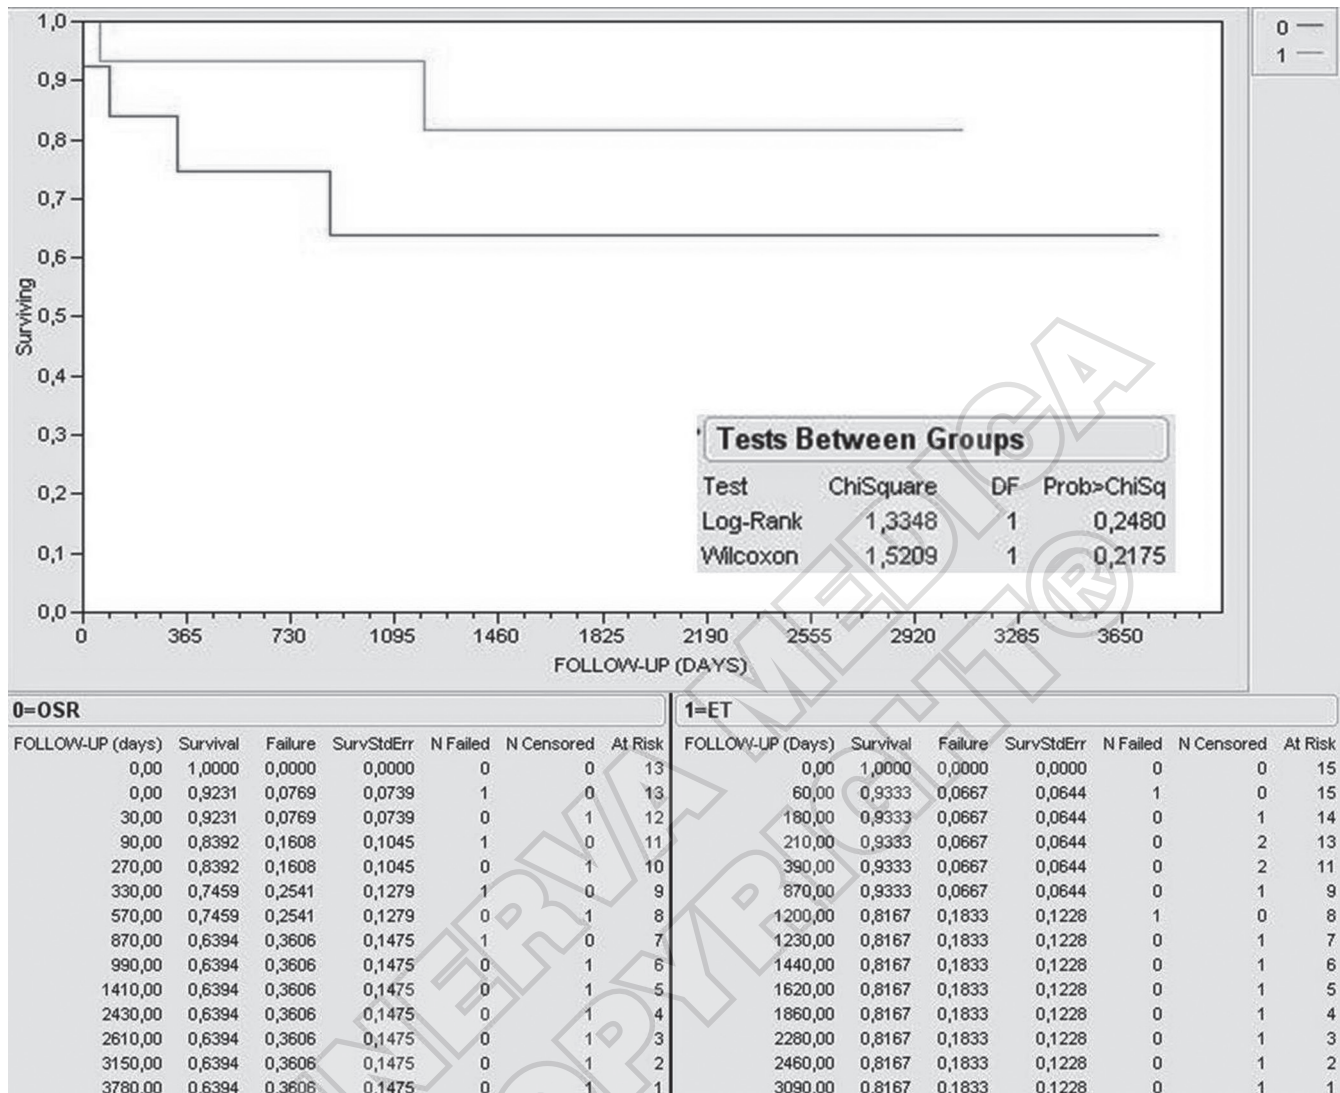 1,0
0,9
0,8
0,7
0,6
0,5
0,4
0,3
0,2
0,1
0,0
Surviving
0 365 730 1095 1460 1825 2190 2555 2920 3285 3650
FOLLOW-UP (DAYS)
0
1
Tests Between Groups
Test ChiSquare DF Prob>ChiSq
Log-Rank 1,3348 1 0,2480
Wilcoxon 1,5209 1 0,2175
0=OSR
FOLLOW-UP (days) Survival Failure SurvStdErr N Failed N Censored At Risk
0,00 1,0000 0,0000 0,0000 0 0 13
0,00 0,9231 0,0769 0,0739 1 0 13
30,00 0,9231 0,0769 0,0739 0 1 12
90,00 0,8392 0,1608 0,1045 1 0 11
270,00 0,8392 0,1608 0,1045 0 1 10
330,00 0,7459 0,2541 0,1279 1 0 9
570,00 0,7459 0,2541 0,1279 0 1 8
870,00 0,6394 0,3606 0,1475 1 0 7
990,00 0,6394 0,3606 0,1475 0 1 6
1410,00 0,6394 0,3606 0,1475 0 1 5
2430,00 0,6394 0,3606 0,1475 0 1 4
2610,00 0,6394 0,3606 0,1475 0 1 3
3150,00 0,6394 0,3606 0,1475 0 1 2
3780,00 0,6394 0,3606 0,1475 0 1 1
1=ET
FOLLOW-UP (Days) Survival Failure SurvStdErr N Failed N Censored At Risk
0,00 1,0000 0,0000 0,0000 0 0 15
60,00 0,9333 0,0667 0,0644 1 0 15
180,00 0,9333 0,0667 0,0644 0 1 14
210,00 0,9333 0,0667 0,0644 0 2 13
390,00 0,9333 0,0667 0,0644 0 2 11
870,00 0,9333 0,0667 0,0644 0 1 9
1200,00 0,8167 0,1833 0,1228 1 0 8
1230,00 0,8167 0,1833 0,1228 0 1 7
1440,00 0,8167 0,1833 0,1228 0 1 6
1620,00 0,8167 0,1833 0,1228 0 1 5
1860,00 0,8167 0,1833 0,1228 0 1 4
2280,00 0,8167 0,1833 0,1228 0 1 3
2460,00 0,8167 0,1833 0,1228 0 1 2
3090,00 0,8167 0,1833 0,1228 0 1 1
NERVA MEDICA
OPYRIGHT®